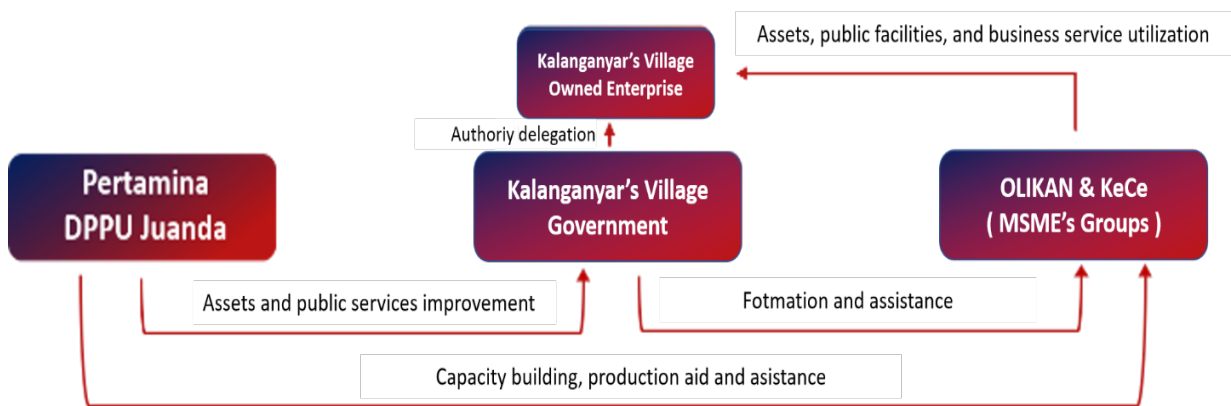 Assets, public facilities, and business service utilization
Kalanganyar's Village
Owned Enterprise
Authoriy delegation
Pertamina
DPPU Juanda
Kalanganyar's Village
Government
OLIKAN & KeCe
( MSME's Groups )
Assets and public services improvement
Fotmation and assistance
Capacity building, production aid and asistance